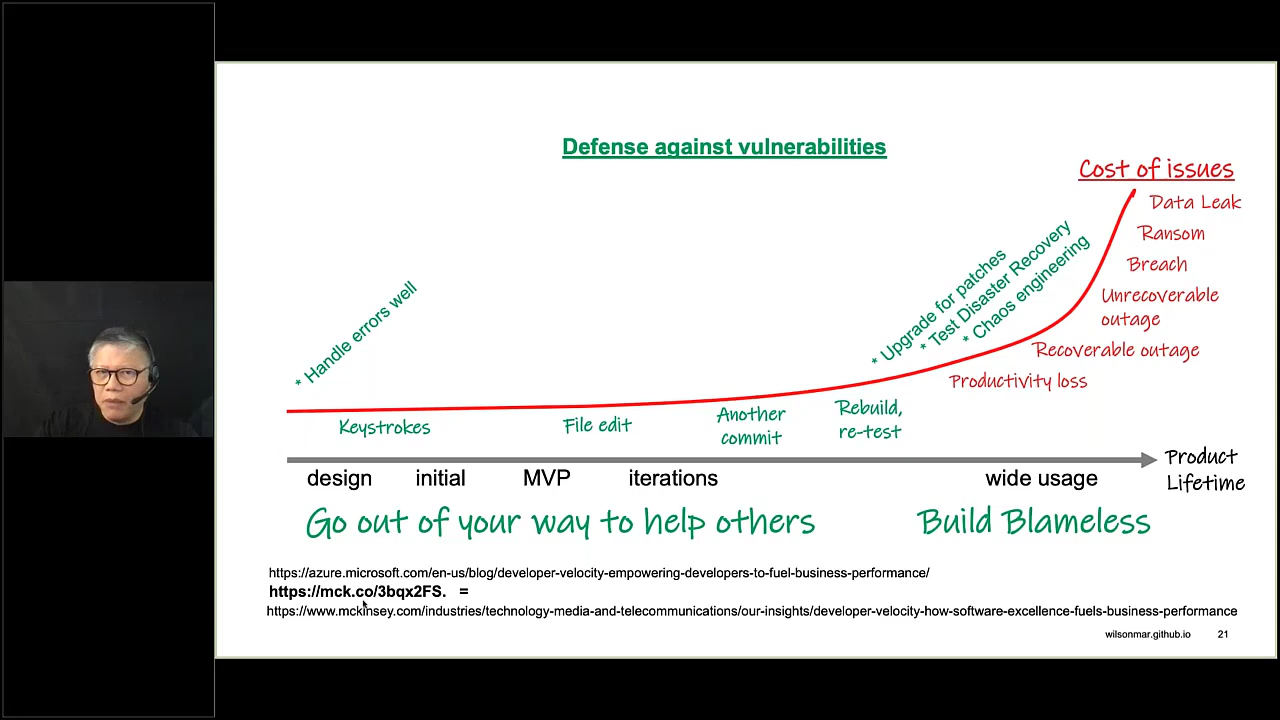 Defense against vulnerabilities
Cost of issues
Data Leak
Ransom
Breach
Unrecoverable
outage
Recoverable outage
Productivity loss
* Handle errors well
* Upgrade for patches
* Test Disaster Recovery
* Chaos engineering
Keystrokes
File edit
Another
commit
Rebuild,
re-test
design initial MVP iterations wide usage
Product
Lifetime
Go out of your way to help others
Build Blameless
https://azure.microsoft.com/en-us/blog/developer-velocity-empowering-developers-to-fuel-business-performance/
https://mck.co/3bqx2FS. =
https://www.mckinsey.com/industries/technology-media-and-telecommunications/our-insights/developer-velocity-how-software-excellence-fuels-business-performance
wilsonmar.github.io 21